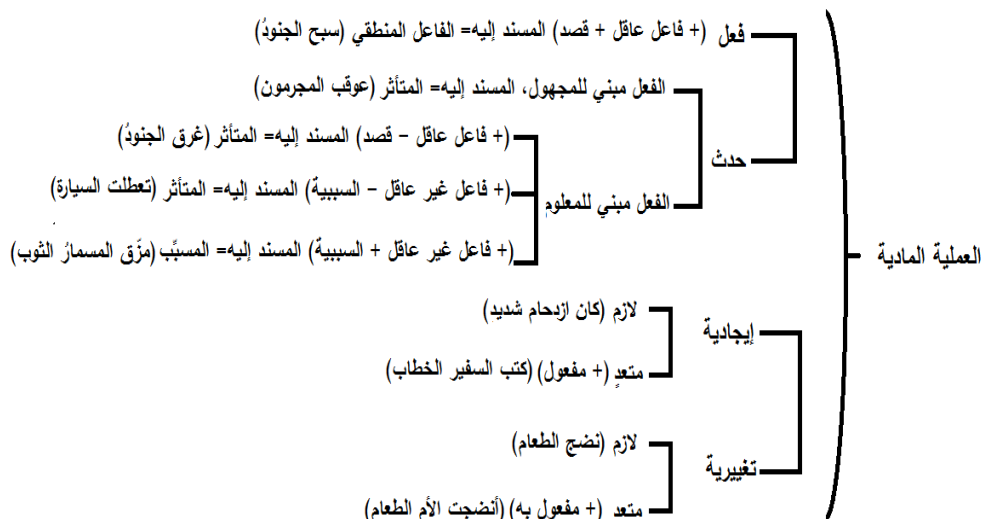 فعل (+ فاعل عاقل + قصد) المسند إليه= الفاعل المنطقي (سبح الجنودُ)
الفعل مبني للمجهول، المسند إليه= المتأثر (عوقب المجرمون)
(+ فاعل عاقل – قصد) المسند إليه= المتأثر (غرق الجنودُ)
حدث
(+ فاعل غير عاقل – السببية) المسند إليه= المتأثر (تعطلت السيارة)
الفعل مبني للمعلوم
(+ فاعل غير عاقل + السببية) المسند إليه= المسبِّب (مزّق المسمارُ الثوب)
العملية المادية
لازم (كان ازدحام شديد)
إيجادية
متعدٍ (+ مفعول) (كتب السفير الخطاب)
لازم (نضج الطعام)
تغييرية
متعد (+ مفعول به) (أنضجت الأم الطعام)